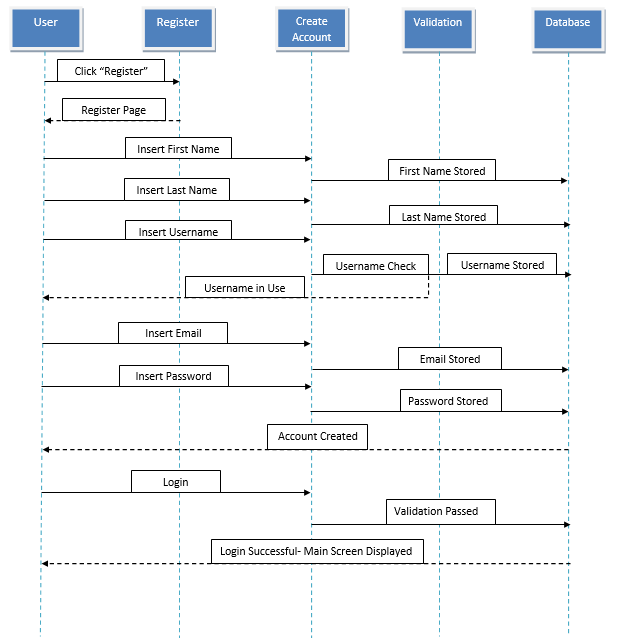 User
Register
Create
Account
Validation
Database
Click “Register”
Register Page
Insert First Name
First Name Stored
Insert Last Name
Last Name Stored
Insert Username
Username Check
Username Stored
Username in Use
Insert Email
Email Stored
Insert Password
Password Stored
Account Created
Login
Validation Passed
Login Successful- Main Screen Displayed